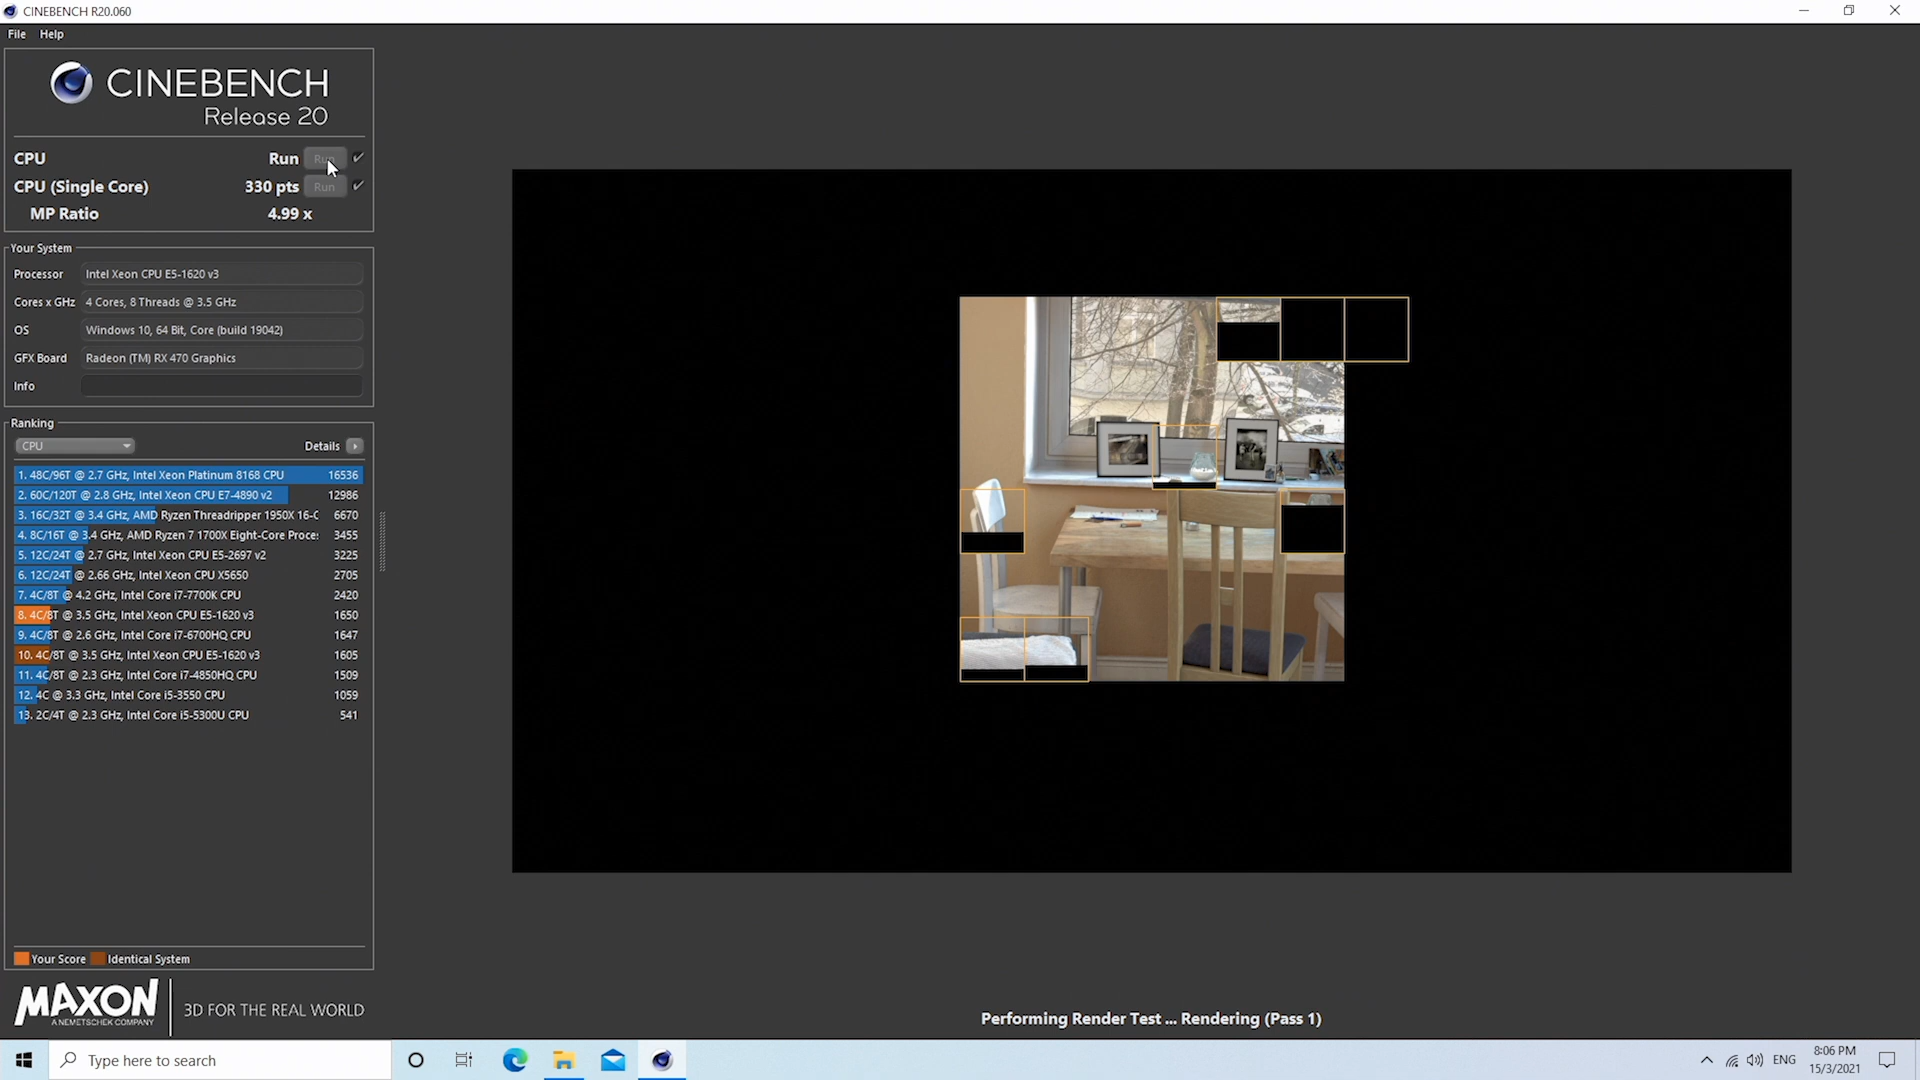 CINEBENCH R20.060
File Help
CINEBENCH
Release 20
CPU Run Run
CPU (Single Core) 330 pts Run
MP Ratio 4.99 x
Your System
Processor Intel Xeon CPU E5-1620 v3
Cores x GHz 4 Cores, 8 Threads @ 3.5 GHz
OS Windows 10, 64 Bit, Core (build 19042)
GFX Board Radeon (TM) RX 470 Graphics
Info
Ranking
CPU Details
1. 48C/96T @ 2.7 GHz, Intel Xeon Platinum 8168 CPU 16536
2. 60C/120T @ 2.8 GHz, Intel Xeon CPU E7-4890 v2 12986
3. 16C/32T @ 3.4 GHz, AMD Ryzen Threadripper 1950X 16-C 6670
4. 8C/16T @ 3.4 GHz, AMD Ryzen 7 1700X Eight-Core Proce: 3455
5. 12C/24T @ 2.7 GHz, Intel Xeon CPU E5-2697 v2 3225
6. 12C/24T @ 2.66 GHz, Intel Xeon CPU X5650 2705
7. 4C/8T @ 4.2 GHz, Intel Core i7-7700K CPU 2420
8. 4C/8T @ 3.5 GHz, Intel Xeon CPU E5-1620 v3 1650
9. 4C/8T @ 2.6 GHz, Intel Core i7-6700HQ CPU 1647
10. 4C/8T @ 3.5 GHz, Intel Xeon CPU E5-1620 v3 1605
11. 4C/8T @ 2.3 GHz, Intel Core i7-4850HQ CPU 1509
12. 4C @ 3.3 GHz, Intel Core i5-3550 CPU 1059
13. 2C/4T @ 2.3 GHz, Intel Core i5-5300U CPU 541
Your Score Identical System
MAXON
A NEMETSCHEK COMPANY
3D FOR THE REAL WORLD
Performing Render Test ... Rendering (Pass 1)
Type here to search
ENG
8:06 PM
15/3/2021